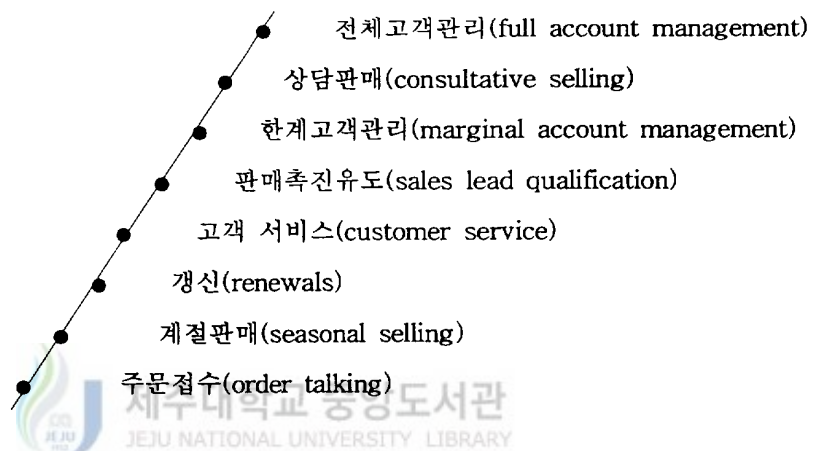 전체고객관리(full account management)
상담판매(consultative selling)
한계고객관리(marginal account management)
판매촉진유도(sales lead qualification)
고객 서비스(customer service)
갱신(renewals)
계절판매(seasonal selling)
주문접수(order talking)
제주대학교 중앙도서관
JEJU NATIONAL UNIVERSITY LIBRARY
JEJU
1952